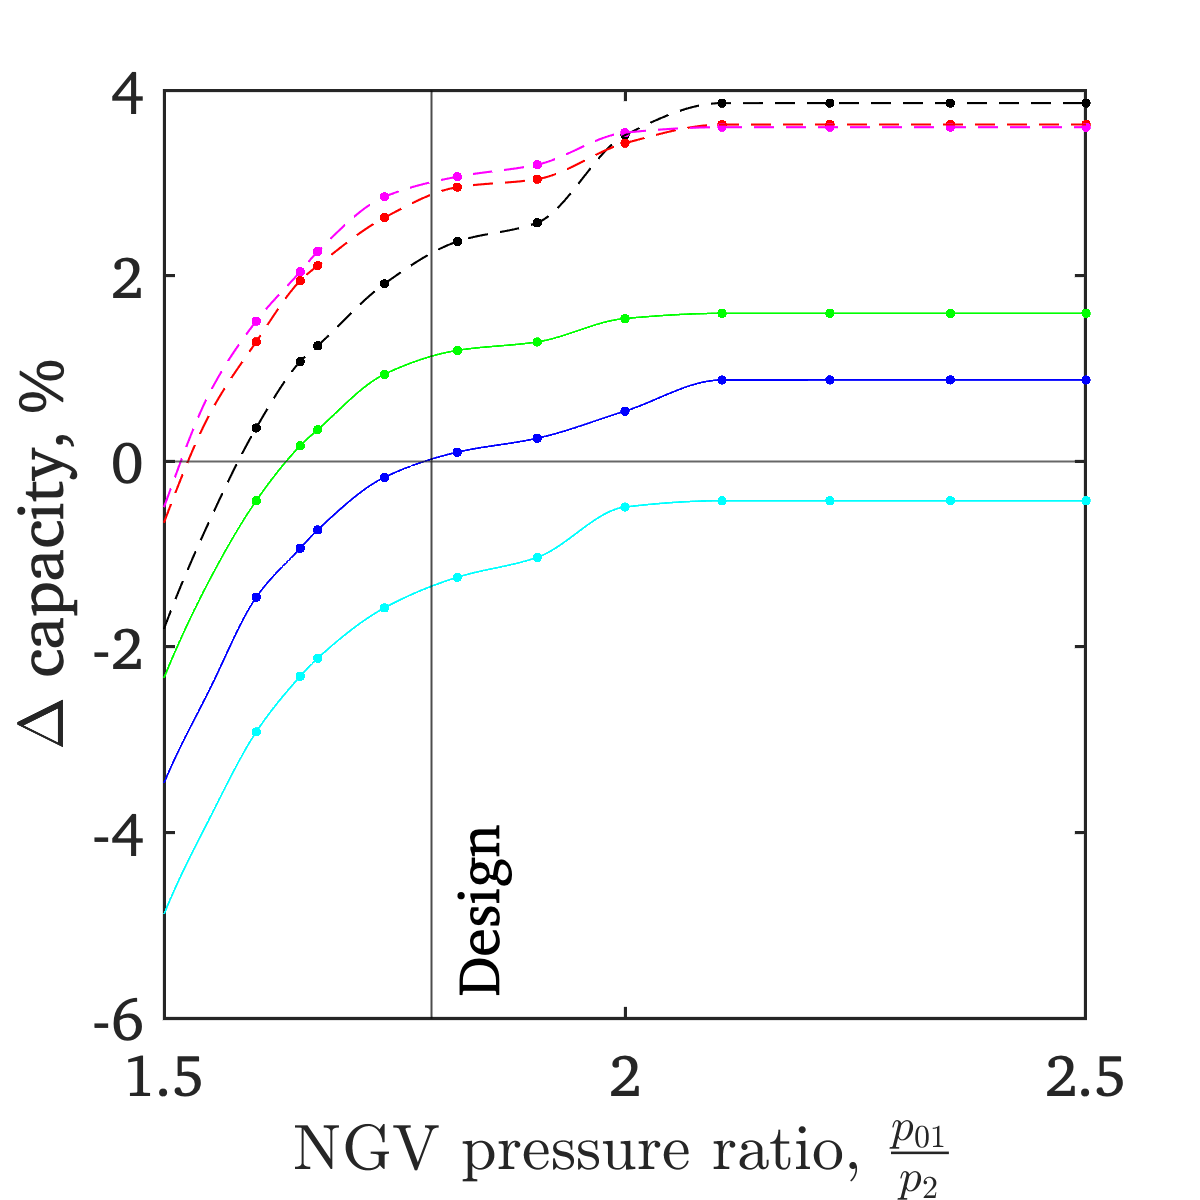 4
2
0
-2
-4
-6
Δ capacity, %
Design
1.5 2 2.5
NGV pressure ratio, p01/p2